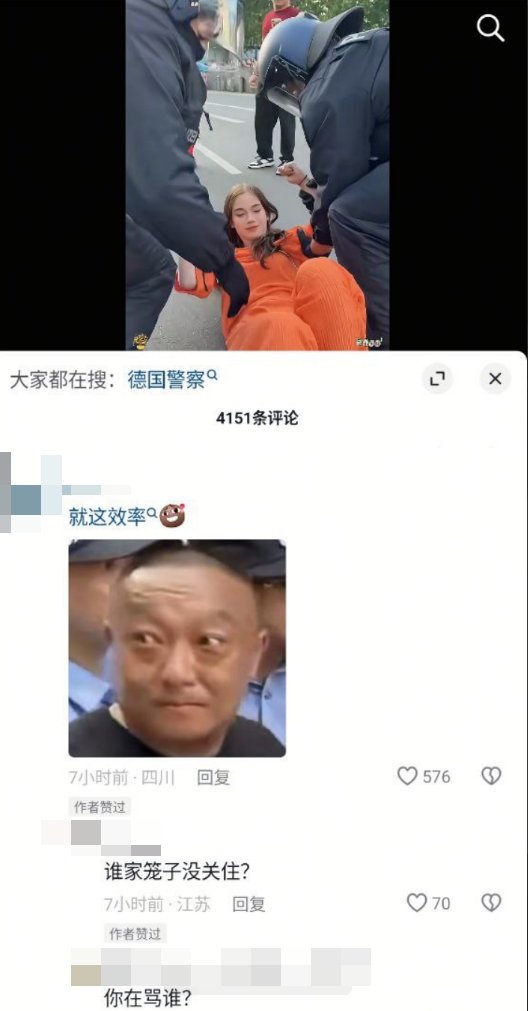 大家都在搜：德国警察
4151条评论
就这效率
7小时前·四川 回复 576
作者赞过
谁家笼子没关住？
7小时前·江苏 回复 70
作者赞过
你在骂谁？